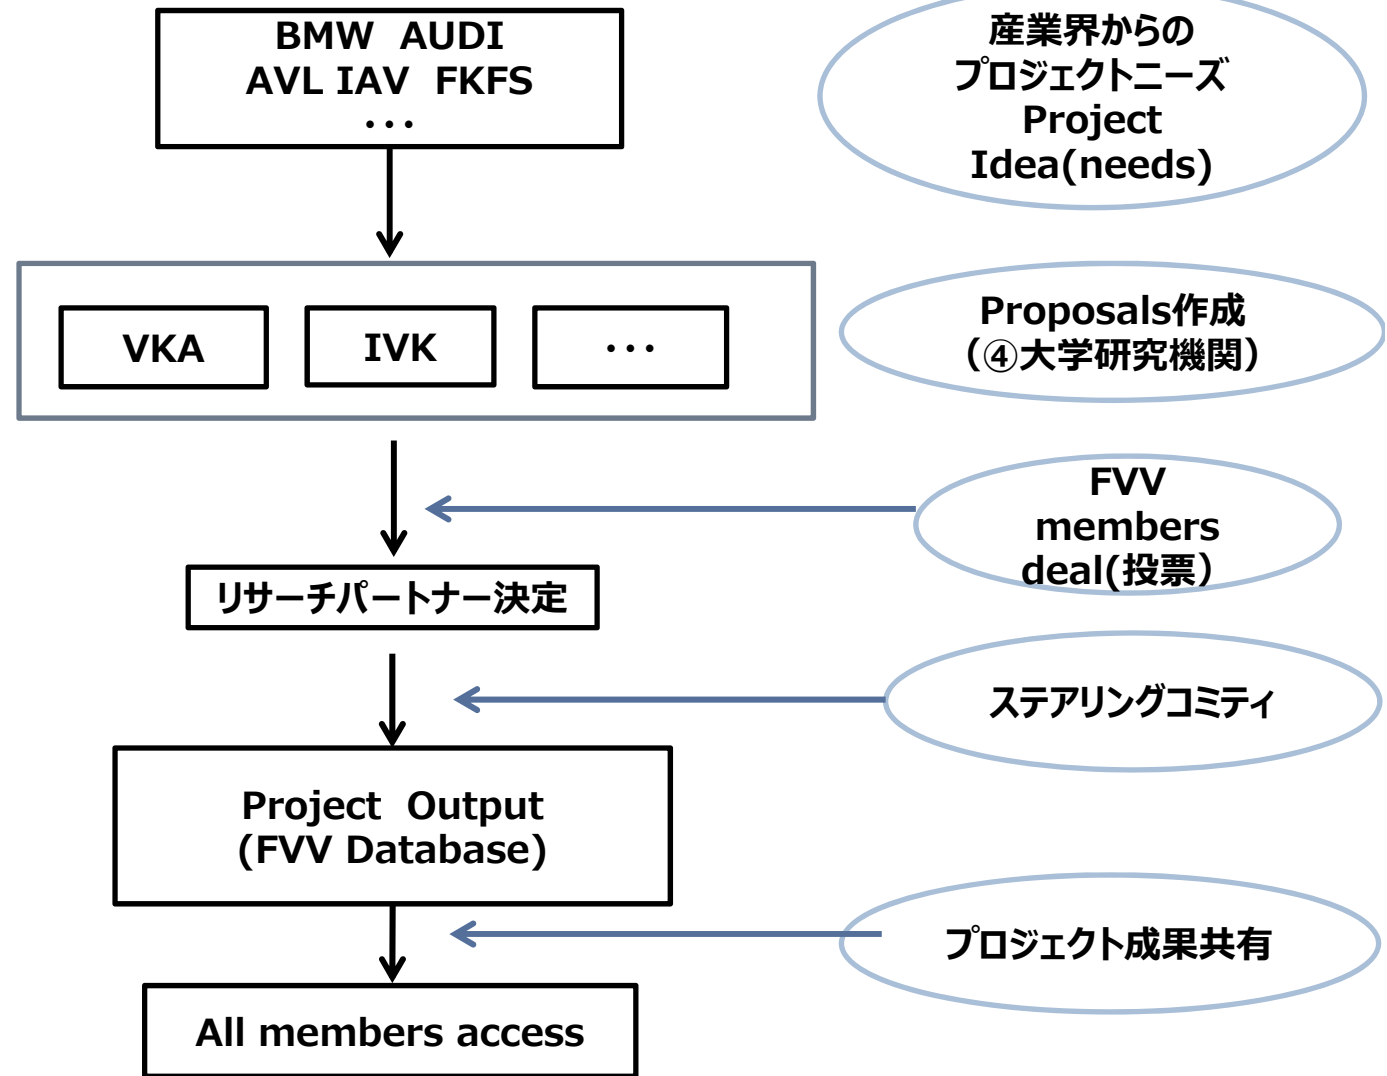 BMW AUDI
AVL IAV FKFS
・・・
産業界からの
プロジェクトニーズ
Project
Idea(needs)
VKA
IVK
・・・
Proposals作成
（④大学研究機関）
FVV
members
deal(投票）
リサーチパートナー決定
ステアリングコミティ
Project Output
(FVV Database)
プロジェクト成果共有
All members access